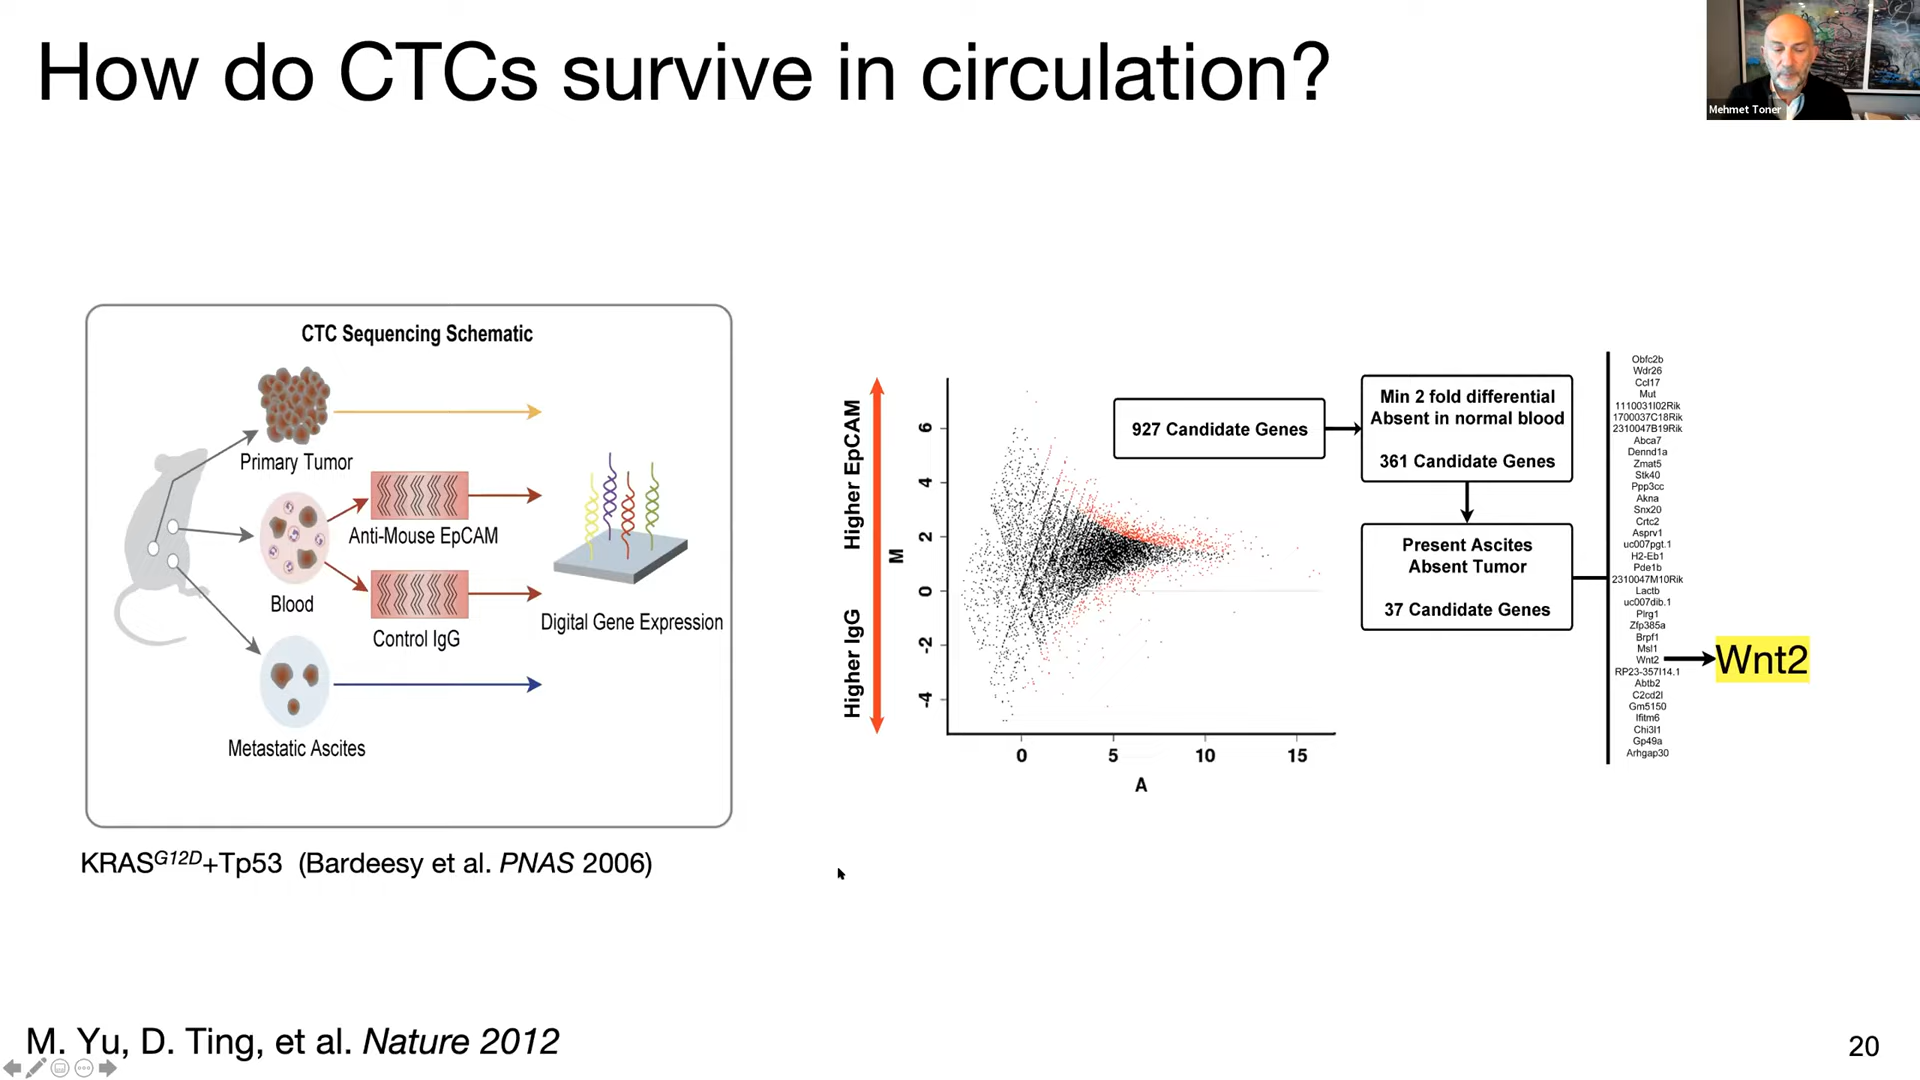 How do CTCs survive in circulation?
Mehmet Toner
CTC Sequencing Schematic
Primary Tumor
Anti-Mouse EpCAM
Blood
Control IgG
Digital Gene Expression
Metastatic Ascites
KRASG12D+Tp53 (Bardeesy et al. PNAS 2006)
Higher EpCAM
Higher IgG
M
6
4
2
0
-2
-4
0
5
10
15
A
927 Candidate Genes
Min 2 fold differential
Absent in normal blood
361 Candidate Genes
Present Ascites
Absent Tumor
37 Candidate Genes
Obfc2b
Wdr26
Ccl17
Mut
1110031I02Rik
1700037C18Rik
2310047B19Rik
Abca7
Dennd1a
Zmat5
Stk40
Ppp3cc
Akna
Snx20
Crtc2
Asprv1
uc007pgt.1
H2-Eb1
Pde1b
2310047M10Rik
Lactb
uc007dib.1
Plrg1
Zfp385a
Brpf1
Msl1
Wnt2
RP23-357I14.1
Abtb2
C2cd2l
Gm5150
Ifitm6
Chi3l1
Gp49a
Arhgap30
Wnt2
M. Yu, D. Ting, et al. Nature 2012
20